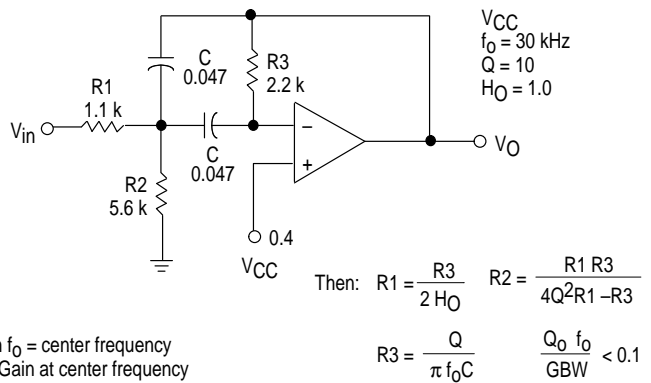 C
0.047
R3
2.2 k
VCC
fo = 30 kHz
Q = 10
HO = 1.0
R1
1.1 k
Vin
C
0.047
−
+
VO
R2
5.6 k
0.4
VCC
Then: R1 = R3 / 2 HO R2 = R1 R3 / 4Q²R1 –R3
fo = center frequency
Gain at center frequency
R3 = Q / π foC Qo fo / GBW < 0.1